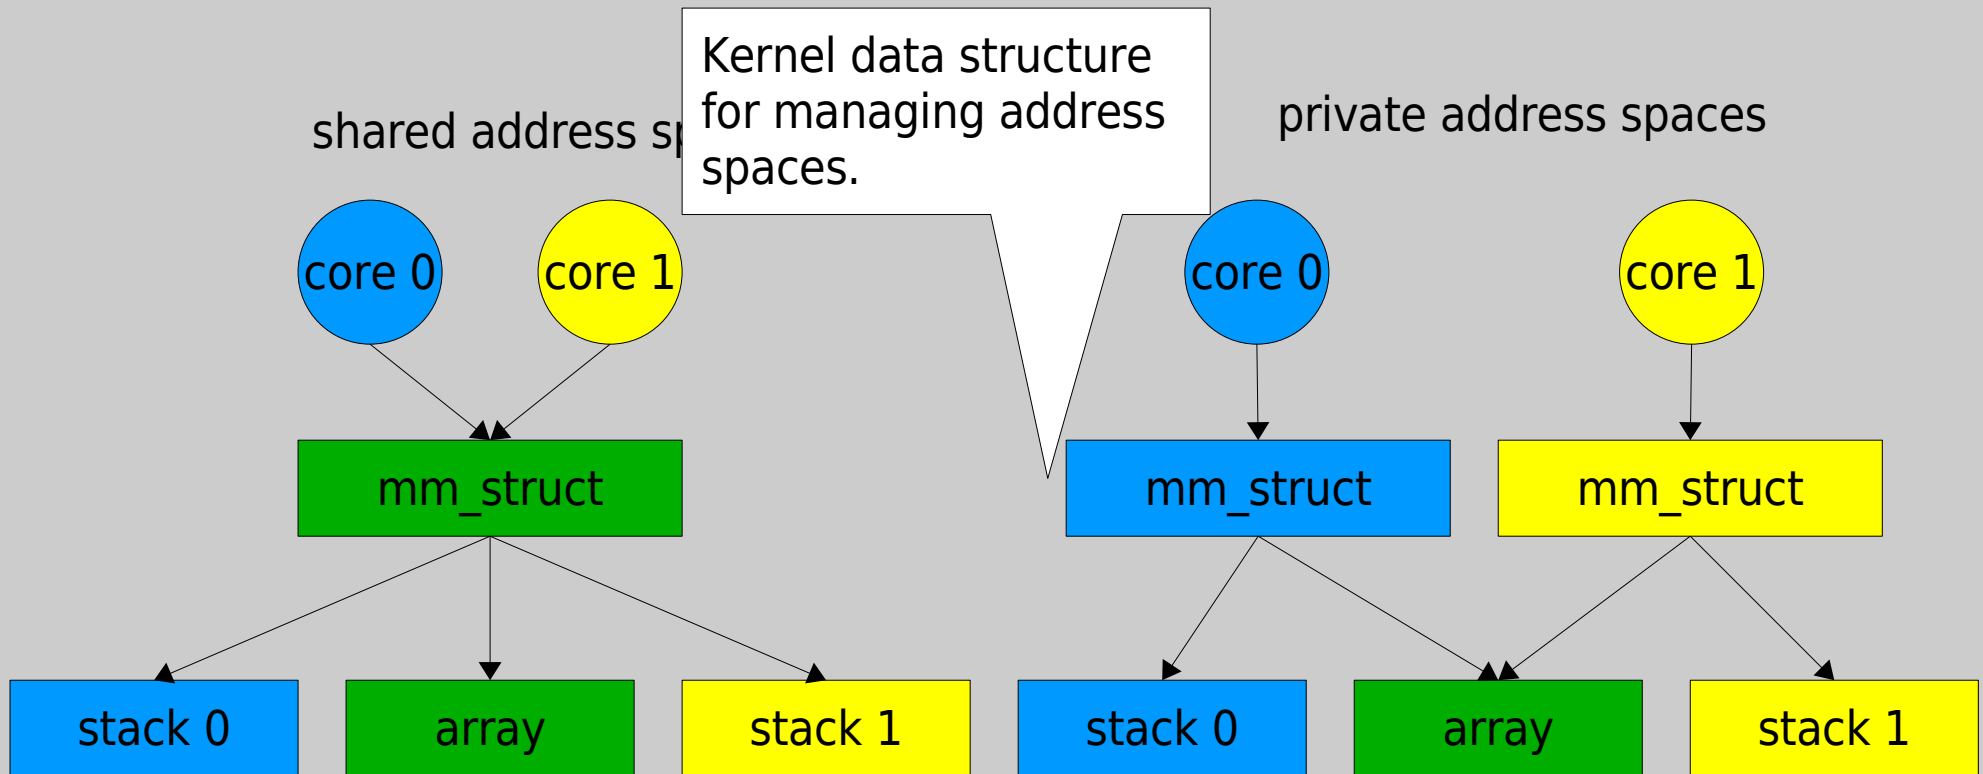 Kernel data structure
for managing address
spaces.
shared address
private address spaces
core 0
core 1
core 0
core 1
mm_struct
mm_struct
mm_struct
stack 0
array
stack 1
stack 0
array
stack 1